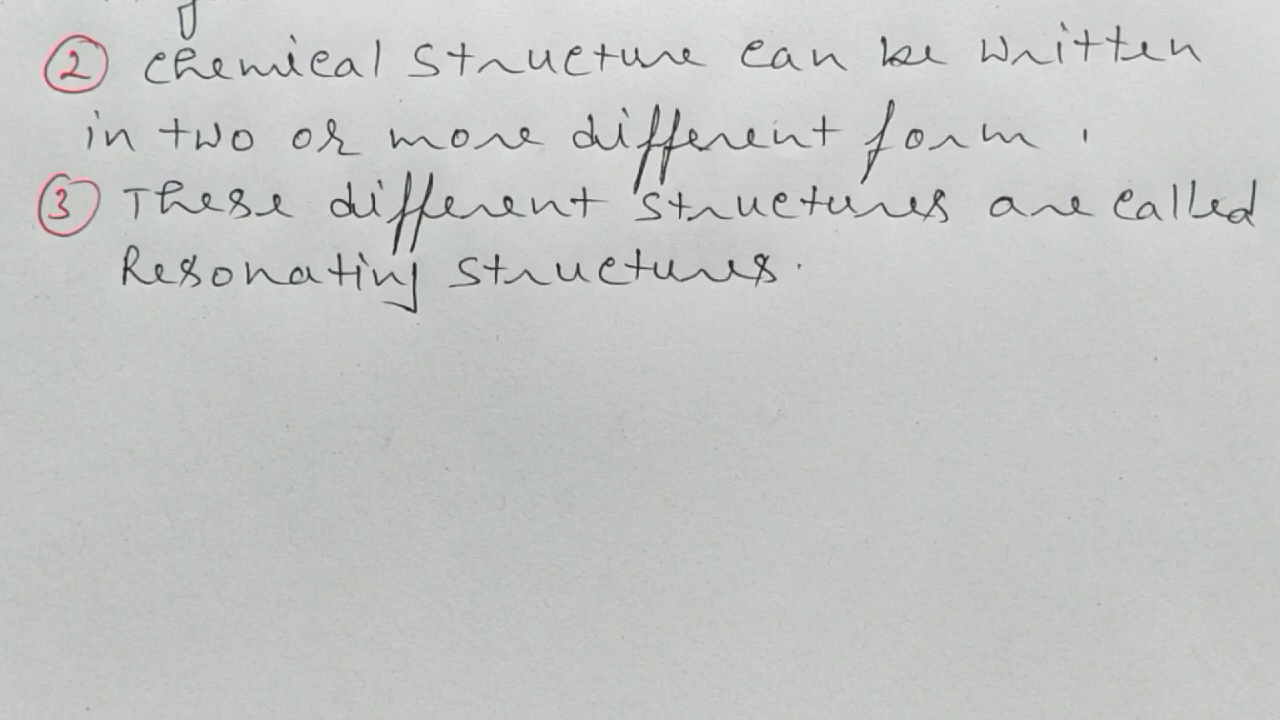 ② Chemical structure can be written
in two or more different form .
③ These different structures are called
Resonating structures.